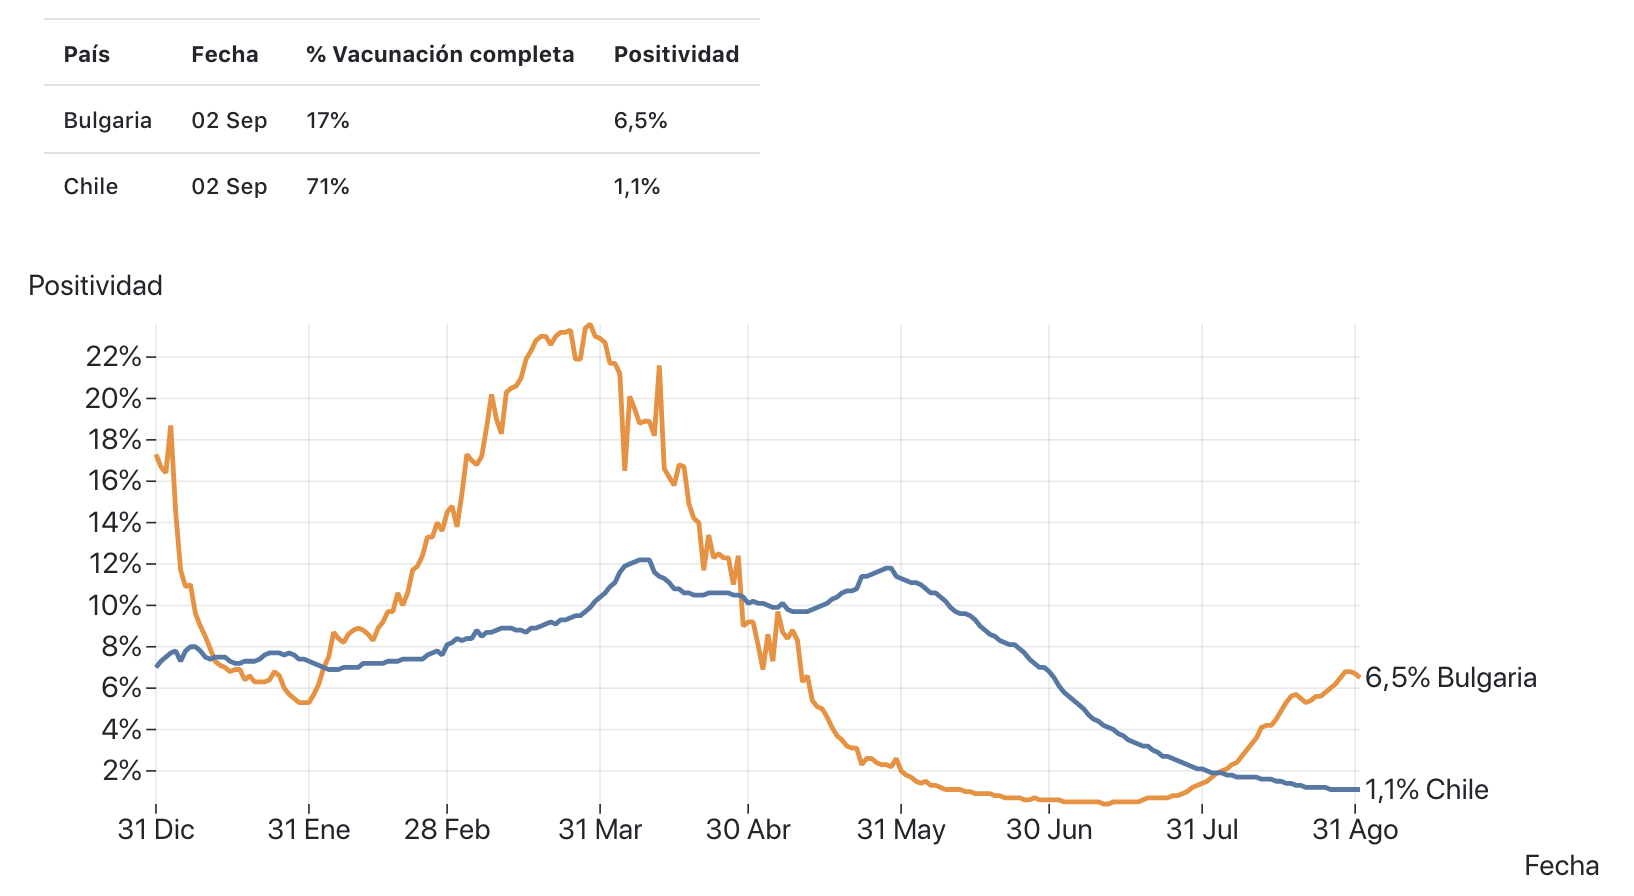 País Fecha % Vacunación completa Positividad
Bulgaria 02 Sep 17% 6,5%
Chile 02 Sep 71% 1,1%
Positividad
22%
20%
18%
16%
14%
12%
10%
8%
6%
4%
2%
6,5% Bulgaria
1,1% Chile
31 Dic 31 Ene 28 Feb 31 Mar 30 Abr 31 May 30 Jun 31 Jul 31 Ago
Fecha